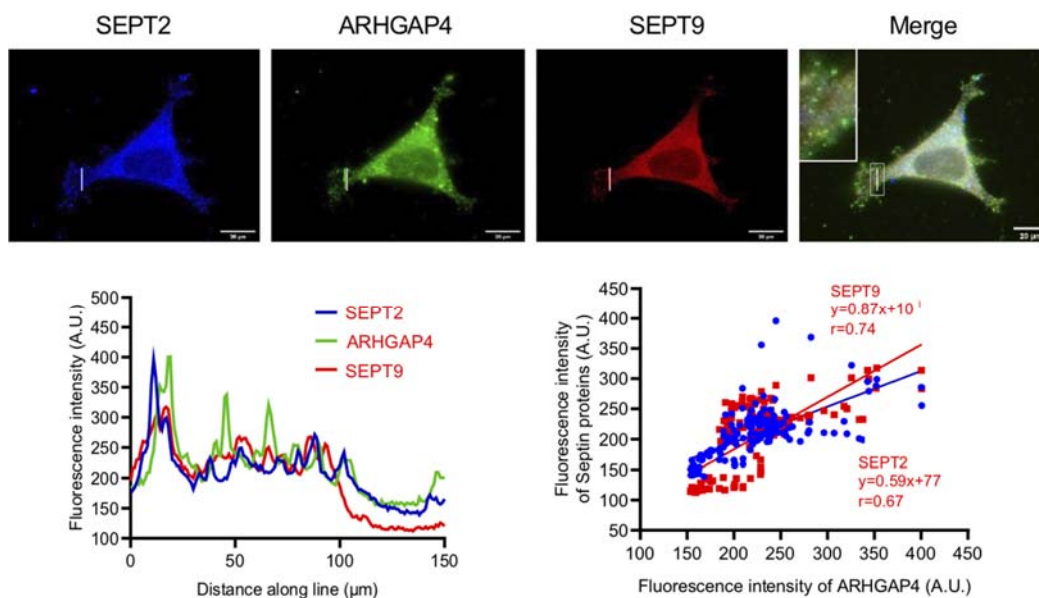 SEPT2
ARHGAP4
SEPT9
Merge
20 μm
Fluorescence intensity (A.U.)
500
450
400
350
300
250
200
150
100
0
50
100
150
Distance along line (μm)
SEPT2
ARHGAP4
SEPT9
Fluorescence intensity
of Septin proteins (A.U.)
450
400
350
300
250
200
150
100
50
100
150
200
250
300
350
400
450
Fluorescence intensity of ARHGAP4 (A.U.)
SEPT9
y=0.87x+10
r=0.74
SEPT2
y=0.59x+77
r=0.67